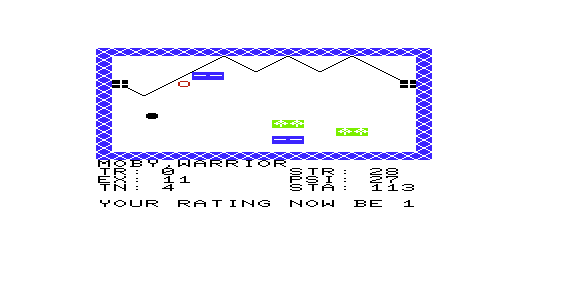 MOBY,WARRIOR
TR: 0 STR: 28
EX: 11 PSI: 27
TN: 4 STA: 113
YOUR RATING NOW BE 1